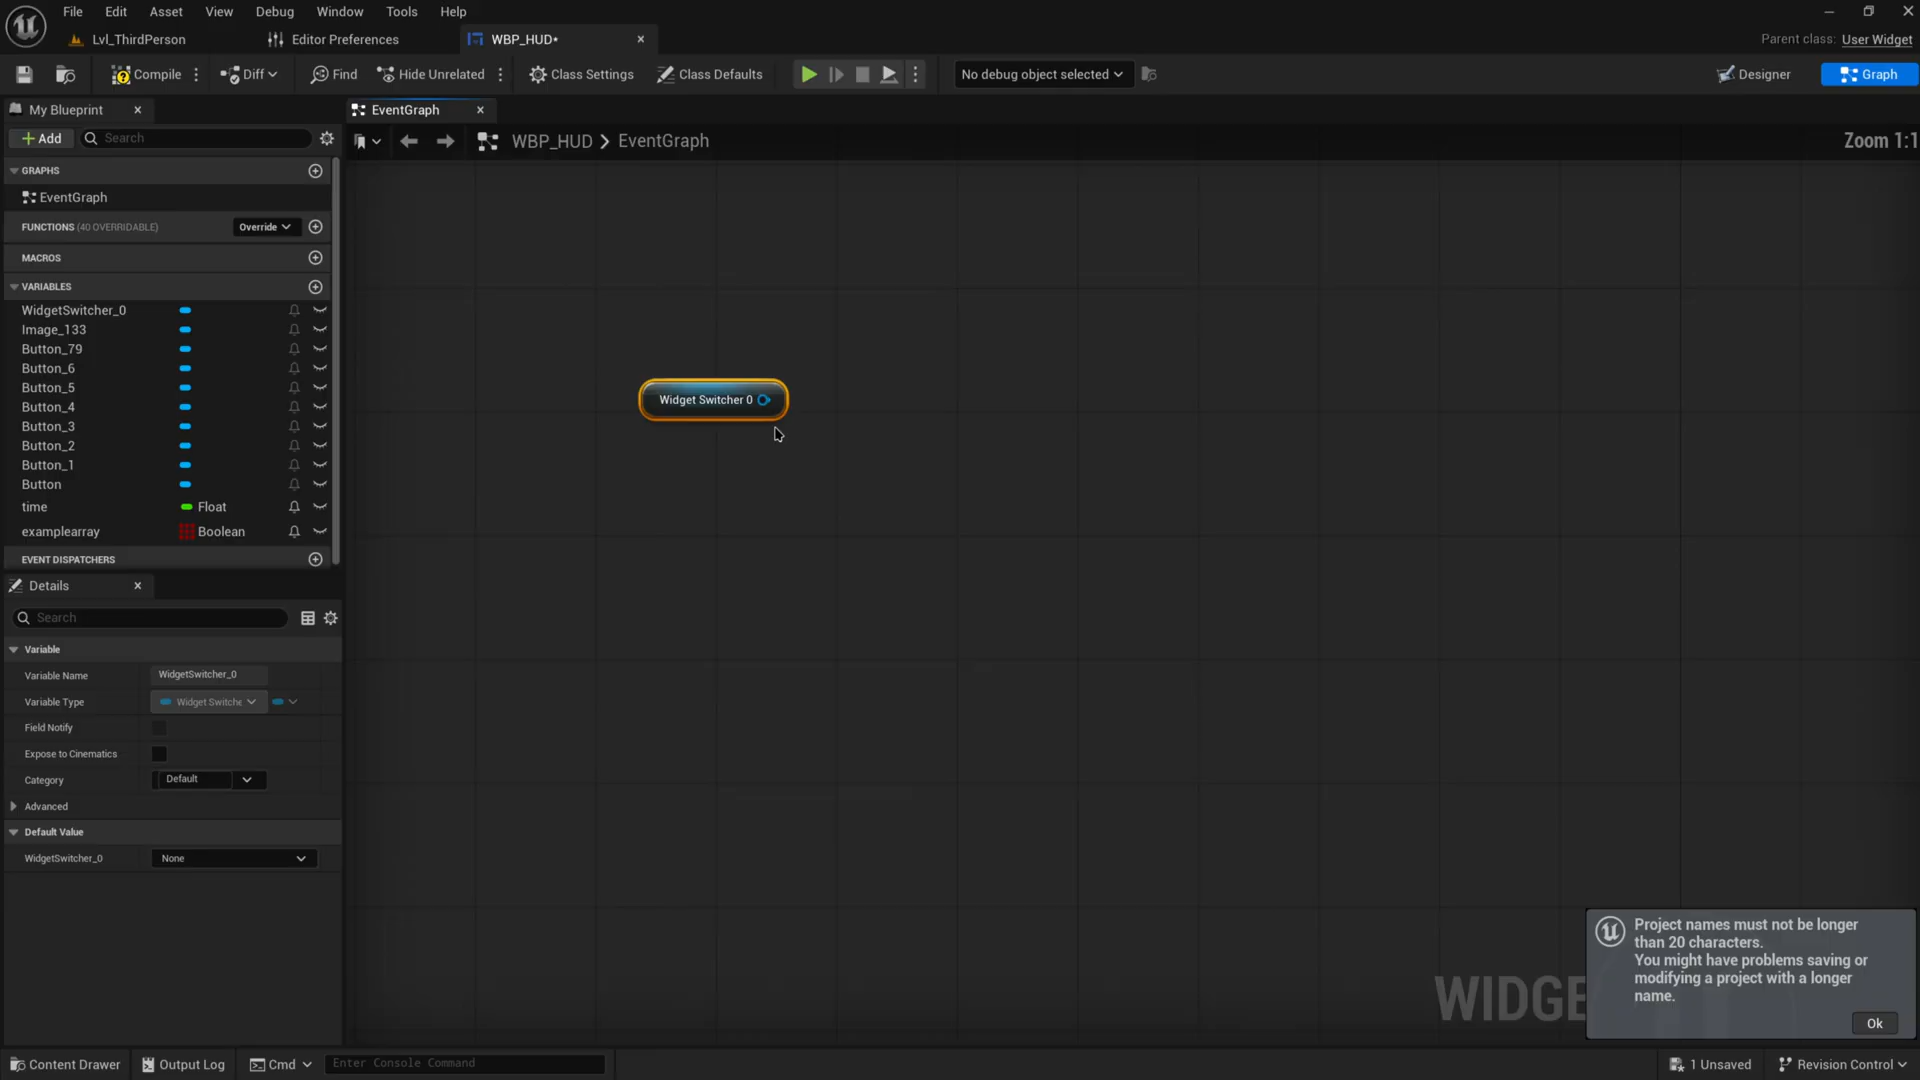 File Edit Asset View Debug Window Tools Help
Lvl_ThirdPerson Editor Preferences WBP_HUD* Parent class: User Widget
Compile Diff Find Hide Unrelated Class Settings Class Defaults No debug object selected Designer Graph
My Blueprint EventGraph
Add Search WBP_HUD EventGraph Zoom 1:1
GRAPHS
EventGraph
FUNCTIONS (40 OVERRIDABLE) Override
MACROS
VARIABLES
WidgetSwitcher_0
Image_133
Button_79
Button_6
Button_5
Button_4
Button_3
Button_2
Button_1
Button
time Float
examplearray Boolean
EVENT DISPATCHERS
Widget Switcher 0
Details
Search
Variable
Variable Name WidgetSwitcher_0
Variable Type Widget Switche
Field Notify
Expose to Cinematics
Category Default
Advanced
Default Value
WidgetSwitcher_0 None
WIDGE
Project names must not be longer
than 20 characters.
You might have problems saving or
modifying a project with a longer
name.
Ok
Content Drawer Output Log Cmd Enter Console Command 1 Unsaved Revision Control